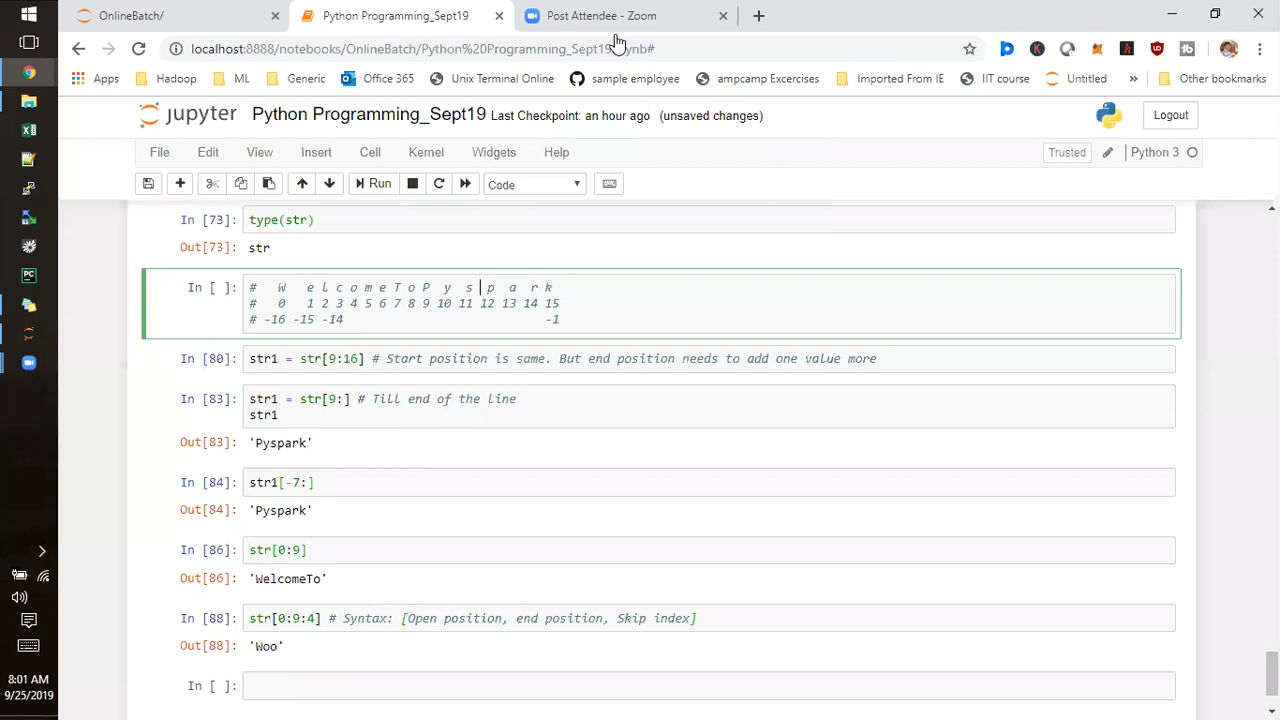 OnlineBatch/
Python Programming_Sept19
Post Attendee - Zoom
localhost:8888/notebooks/OnlineBatch/Python%20Programming_Sept19.ipynb#
Apps Hadoop ML Generic Office 365 Unix Terminal Online sample employee ampcamp Excercises Imported From IE IIT course Untitled » Other bookmarks
jupyter Python Programming_Sept19 Last Checkpoint: an hour ago (unsaved changes) Logout
File Edit View Insert Cell Kernel Widgets Help Trusted Python 3
Run Code
In [73]: type(str)
Out[73]: str
In [ ]: # W e l c o m e T o P y s p a r k
# 0 1 2 3 4 5 6 7 8 9 10 11 12 13 14 15
# -16 -15 -14 -1
In [80]: str1 = str[9:16] # Start position is same. But end position needs to add one value more
In [83]: str1 = str[9:] # Till end of the line
str1
Out[83]: 'Pyspark'
In [84]: str1[-7:]
Out[84]: 'Pyspark'
In [86]: str[0:9]
Out[86]: 'WelcomeTo'
In [88]: str[0:9:4] # Syntax: [Open position, end position, Skip index]
Out[88]: 'Woo'
In [ ]:
8:01 AM
9/25/2019